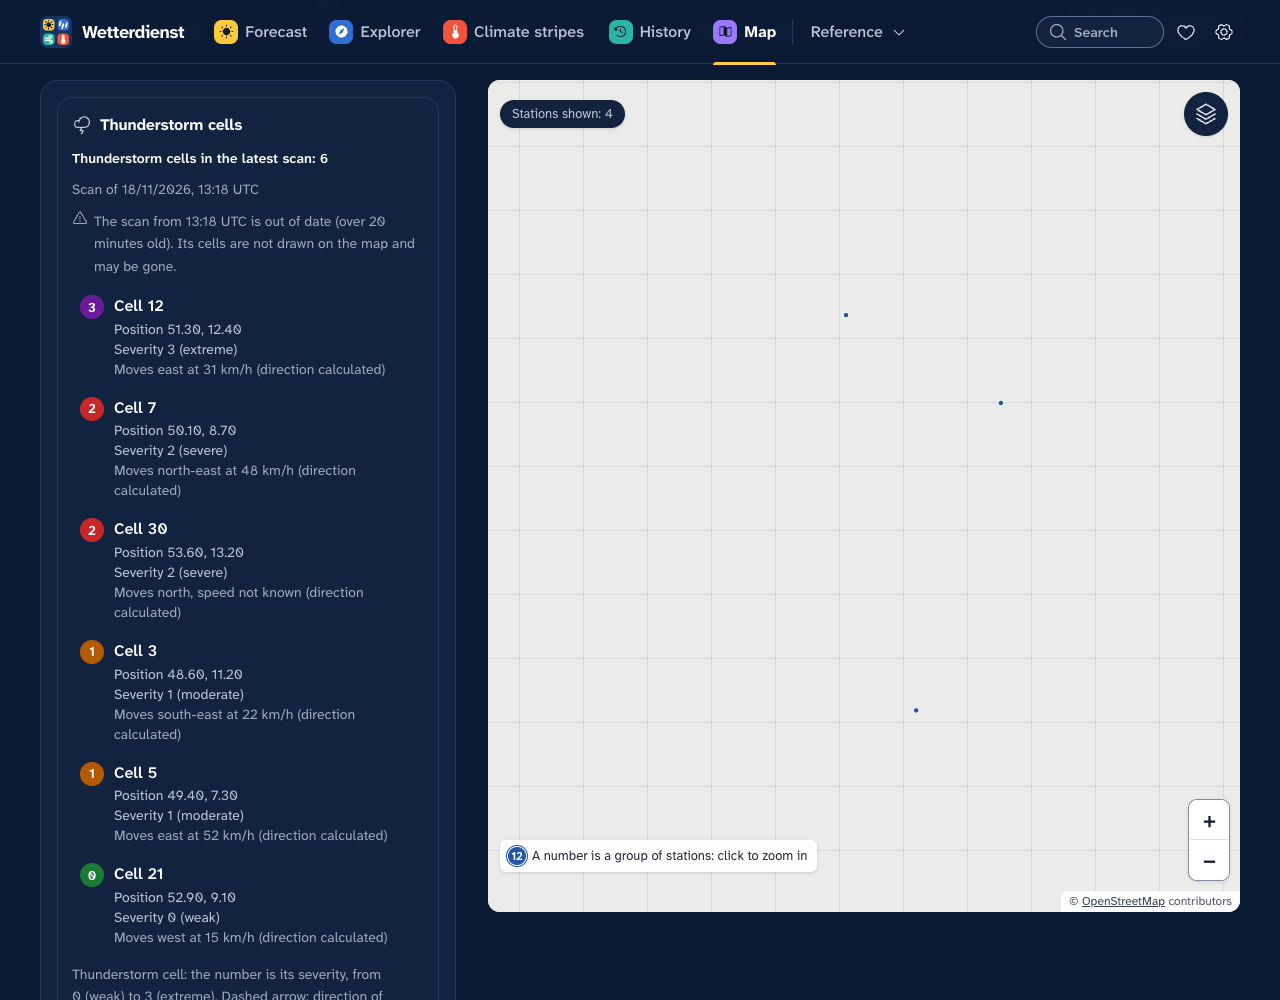 Wetterdienst
Forecast
Explorer
Climate stripes
History
Map
Reference
Search
Thunderstorm cells
Thunderstorm cells in the latest scan: 6
Scan of 18/11/2026, 13:18 UTC
The scan from 13:18 UTC is out of date (over 20
minutes old). Its cells are not drawn on the map and
may be gone.
3
Cell 12
Position 51.30, 12.40
Severity 3 (extreme)
Moves east at 31 km/h (direction calculated)
2
Cell 7
Position 50.10, 8.70
Severity 2 (severe)
Moves north-east at 48 km/h (direction
calculated)
2
Cell 30
Position 53.60, 13.20
Severity 2 (severe)
Moves north, speed not known (direction
calculated)
1
Cell 3
Position 48.60, 11.20
Severity 1 (moderate)
Moves south-east at 22 km/h (direction
calculated)
1
Cell 5
Position 49.40, 7.30
Severity 1 (moderate)
Moves east at 52 km/h (direction calculated)
0
Cell 21
Position 52.90, 9.10
Severity 0 (weak)
Moves west at 15 km/h (direction calculated)
Thunderstorm cell: the number is its severity, from
0 (weak) to 3 (extreme). Dashed arrow: direction of
Stations shown: 4
12 A number is a group of stations: click to zoom in
+
−
© OpenStreetMap contributors